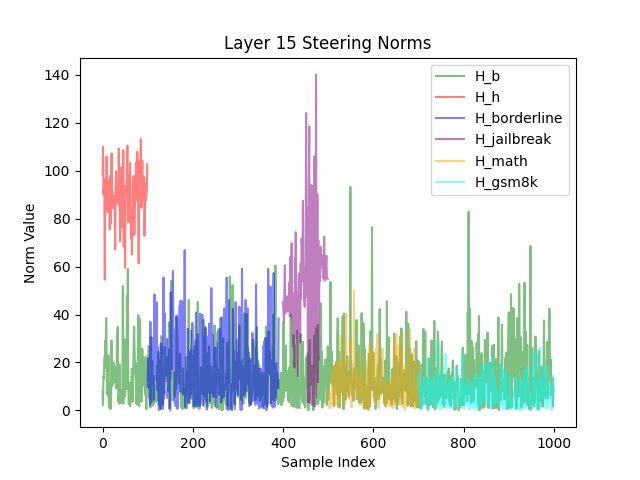 Layer 15 Steering Norms
140
120
100
80
60
40
20
0
Norm Value
H_b
H_h
H_borderline
H_jailbreak
H_math
H_gsm8k
0 200 400 600 800 1000
Sample Index